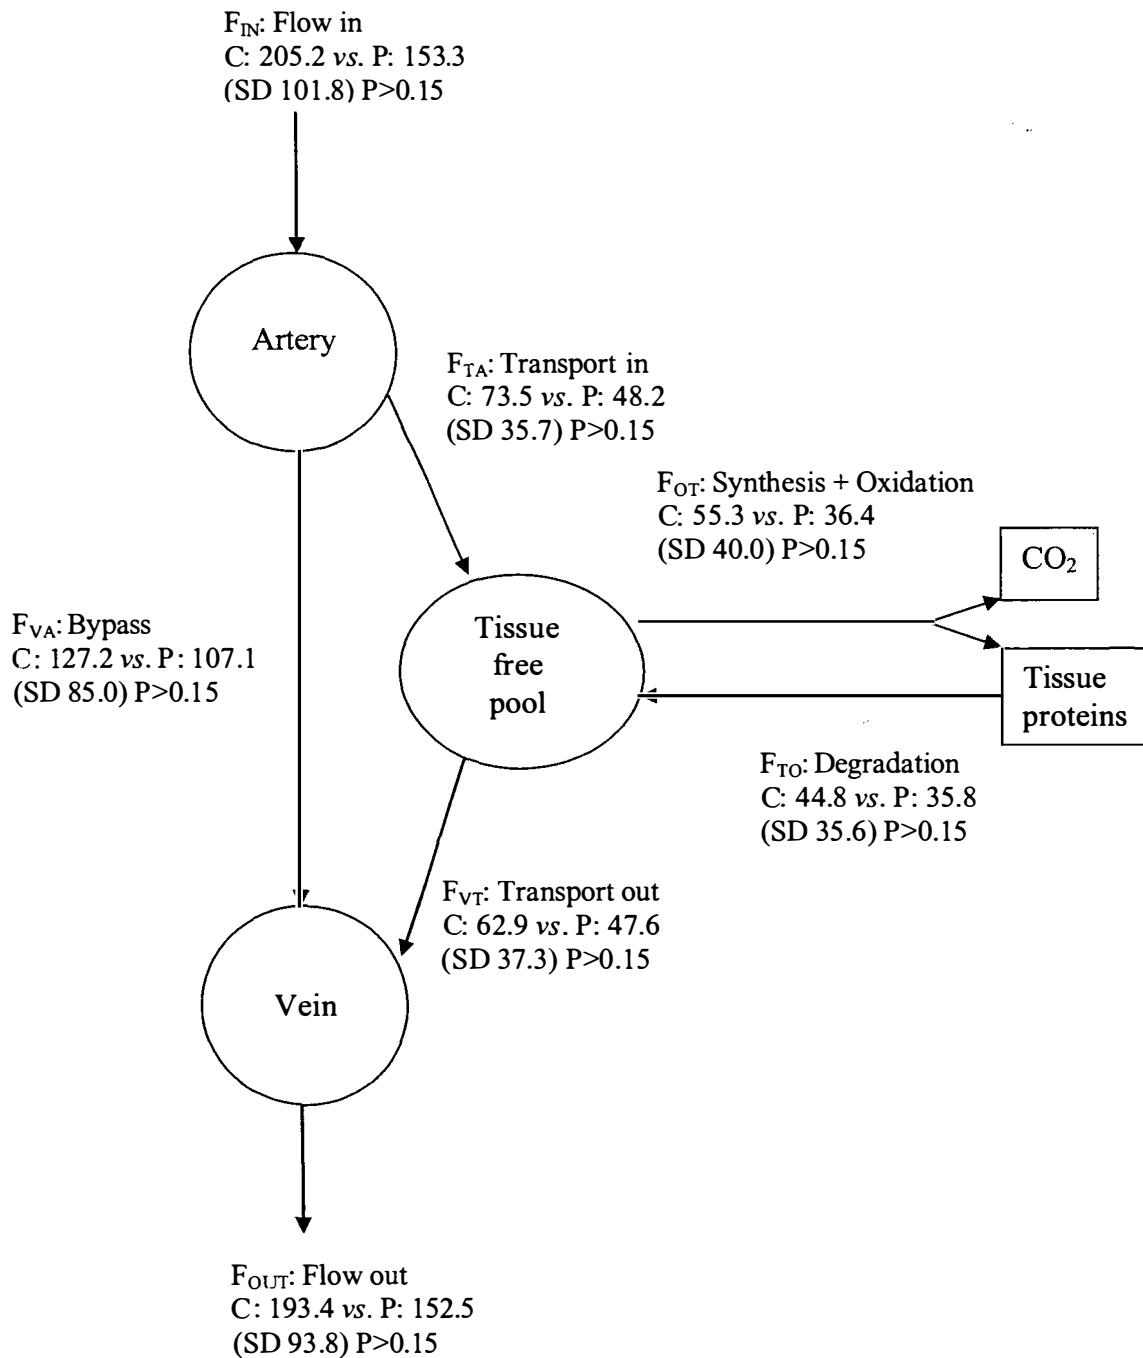 F_IN: Flow in
C: 205.2 vs. P: 153.3
(SD 101.8) P>0.15
Artery
F_TA: Transport in
C: 73.5 vs. P: 48.2
(SD 35.7) P>0.15
F_OT: Synthesis + Oxidation
C: 55.3 vs. P: 36.4
(SD 40.0) P>0.15
CO₂
F_VA: Bypass
C: 127.2 vs. P: 107.1
(SD 85.0) P>0.15
Tissue
free
pool
Tissue
proteins
F_TO: Degradation
C: 44.8 vs. P: 35.8
(SD 35.6) P>0.15
F_VT: Transport out
C: 62.9 vs. P: 47.6
(SD 37.3) P>0.15
Vein
F_OUT: Flow out
C: 193.4 vs. P: 152.5
(SD 93.8) P>0.15